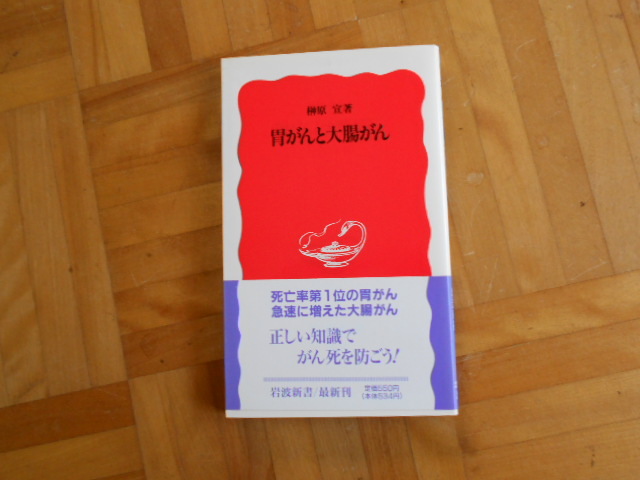 榊原 宣著
胃がんと大腸がん
死亡率第1位の胃がん
急速に増えた大腸がん
正しい知識で
がん死を防ごう!
岩波新書/最新刊
定価550円
(本体534円)